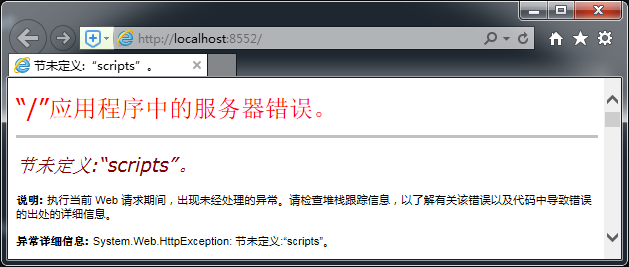 http://localhost:8552/
节未定义:“scripts”。
“/”应用程序中的服务器错误。
节未定义:“scripts”。
说明: 执行当前 Web 请求期间，出现未经处理的异常。请检查堆栈跟踪信息，以了解有关该错误以及代码中导致错误
的出处的详细信息。
异常详细信息: System.Web.HttpException: 节未定义:“scripts”。